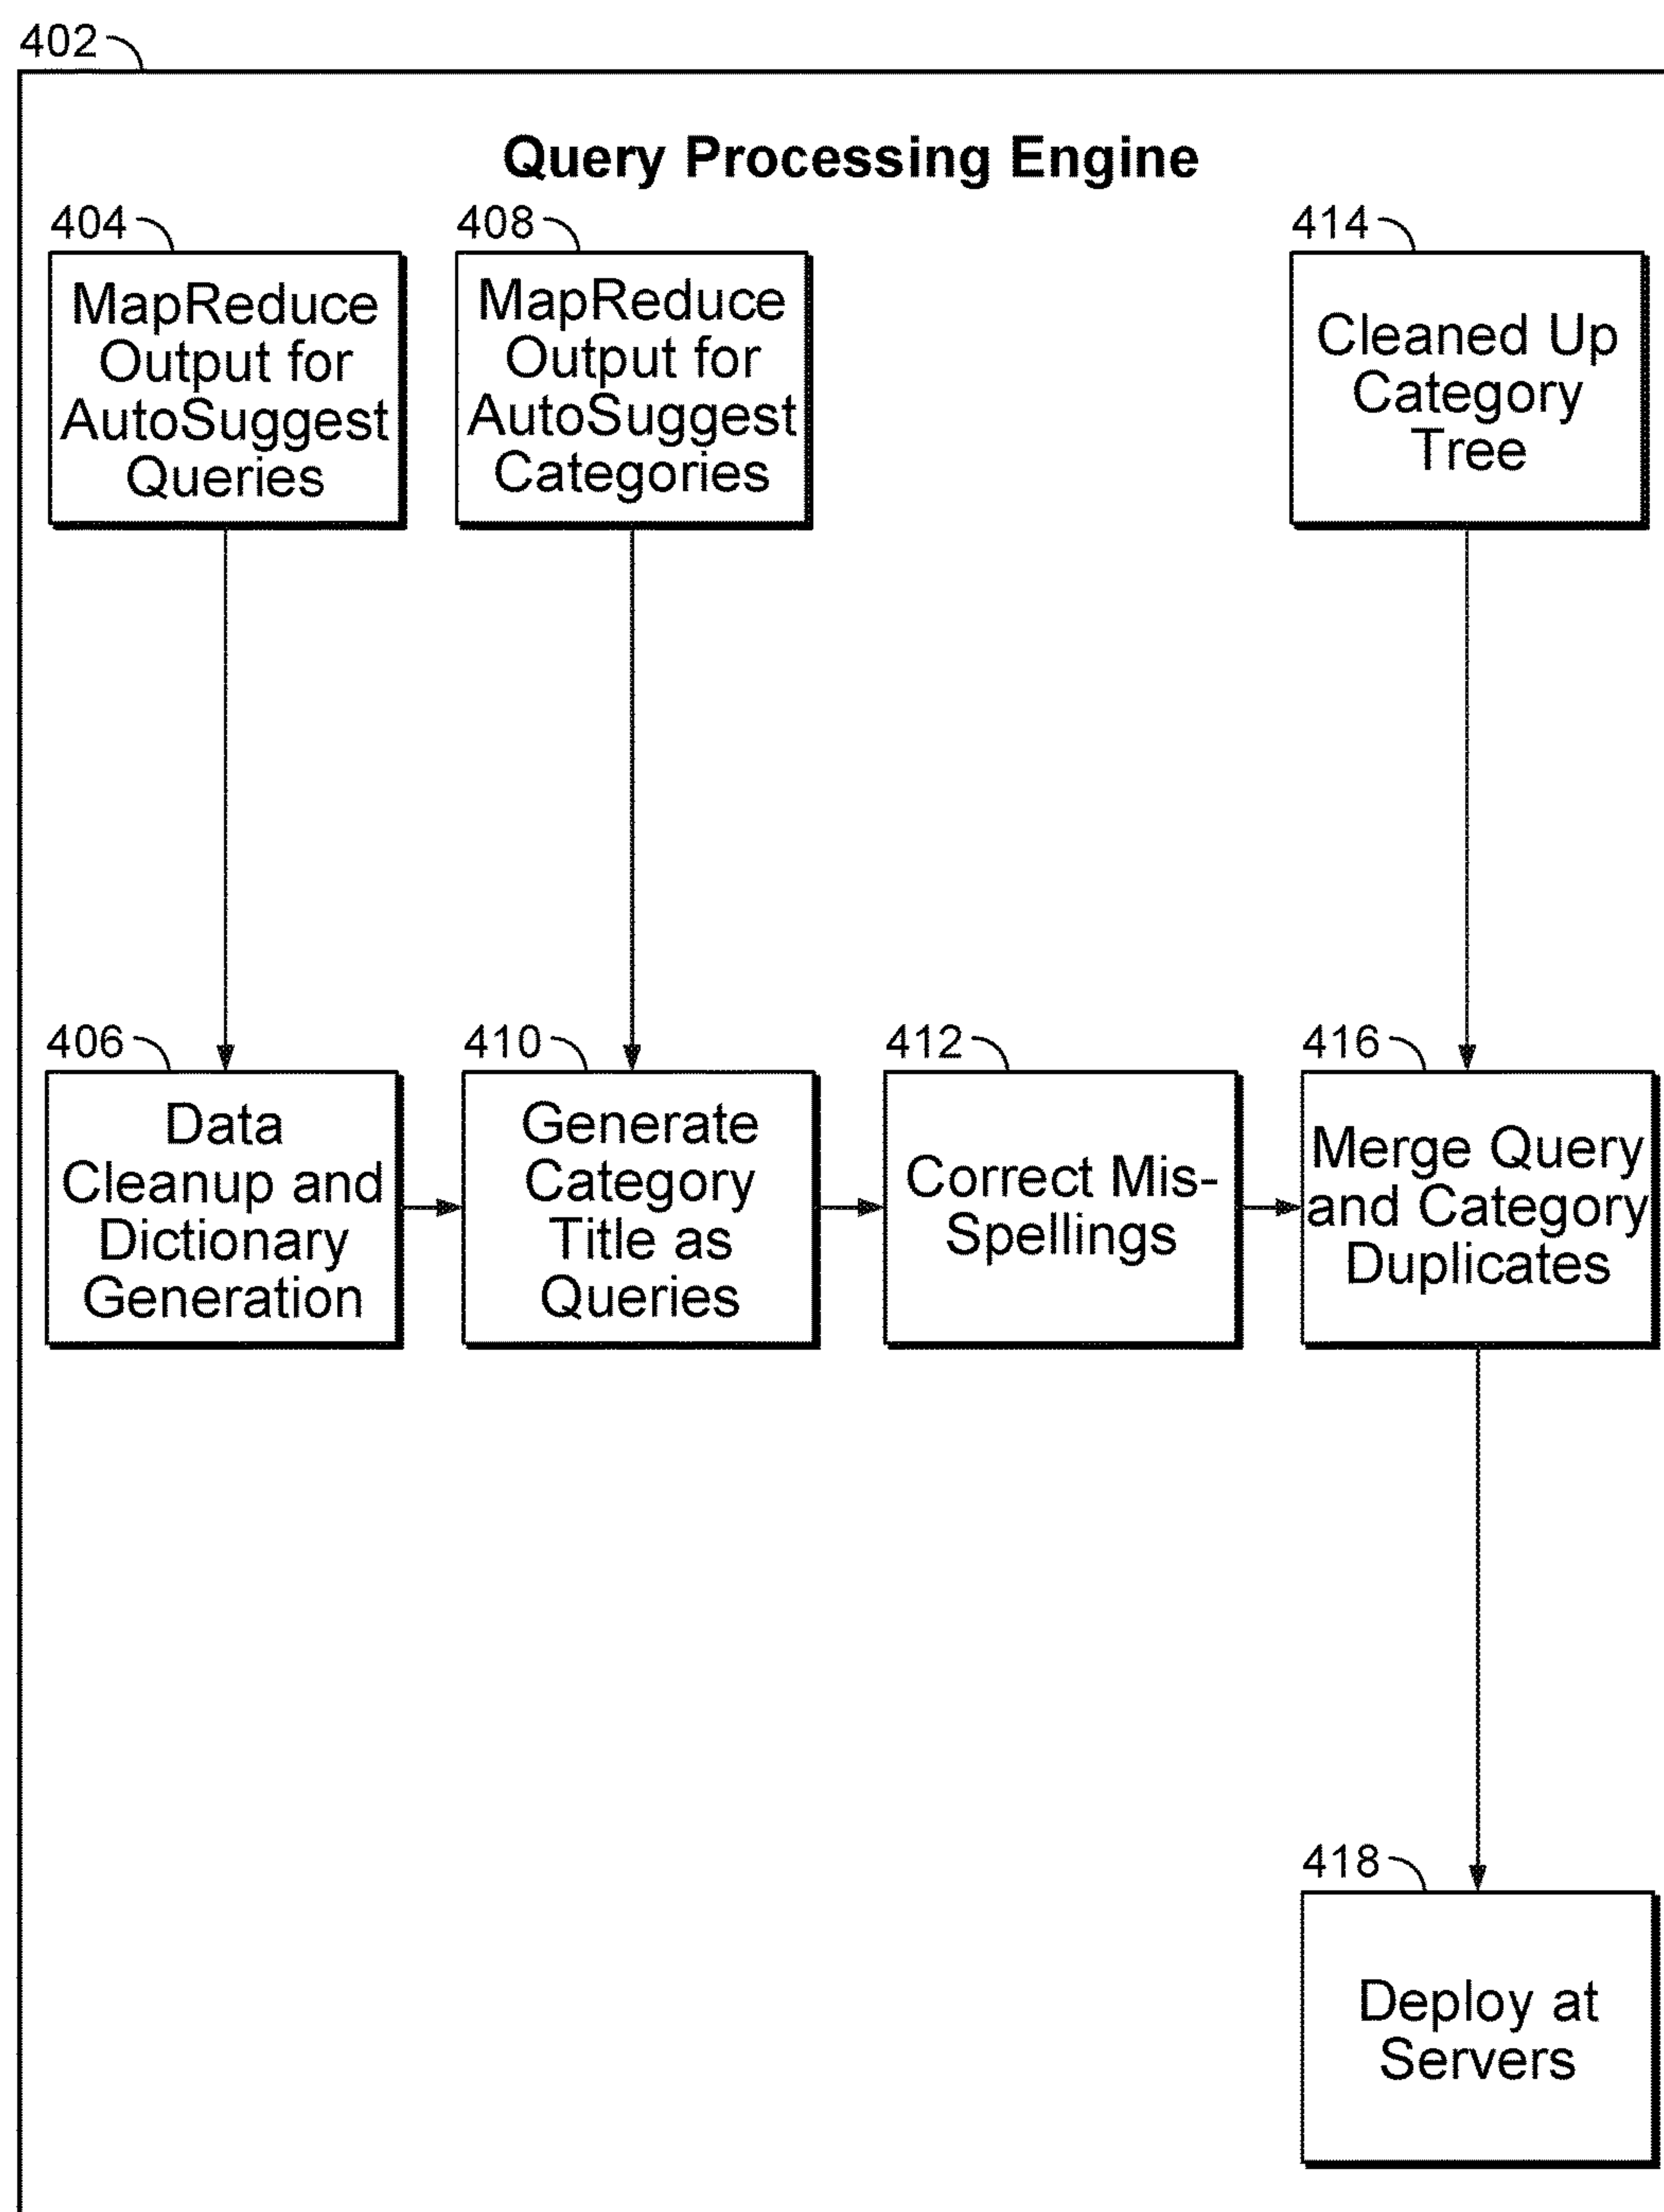 402
Query Processing Engine
404
MapReduce
Output for
AutoSuggest
Queries
408
MapReduce
Output for
AutoSuggest
Categories
414
Cleaned Up
Category
Tree
406
Data
Cleanup and
Dictionary
Generation
410
Generate
Category
Title as
Queries
412
Correct Mis-
Spellings
416
Merge Query
and Category
Duplicates
418
Deploy at
Servers